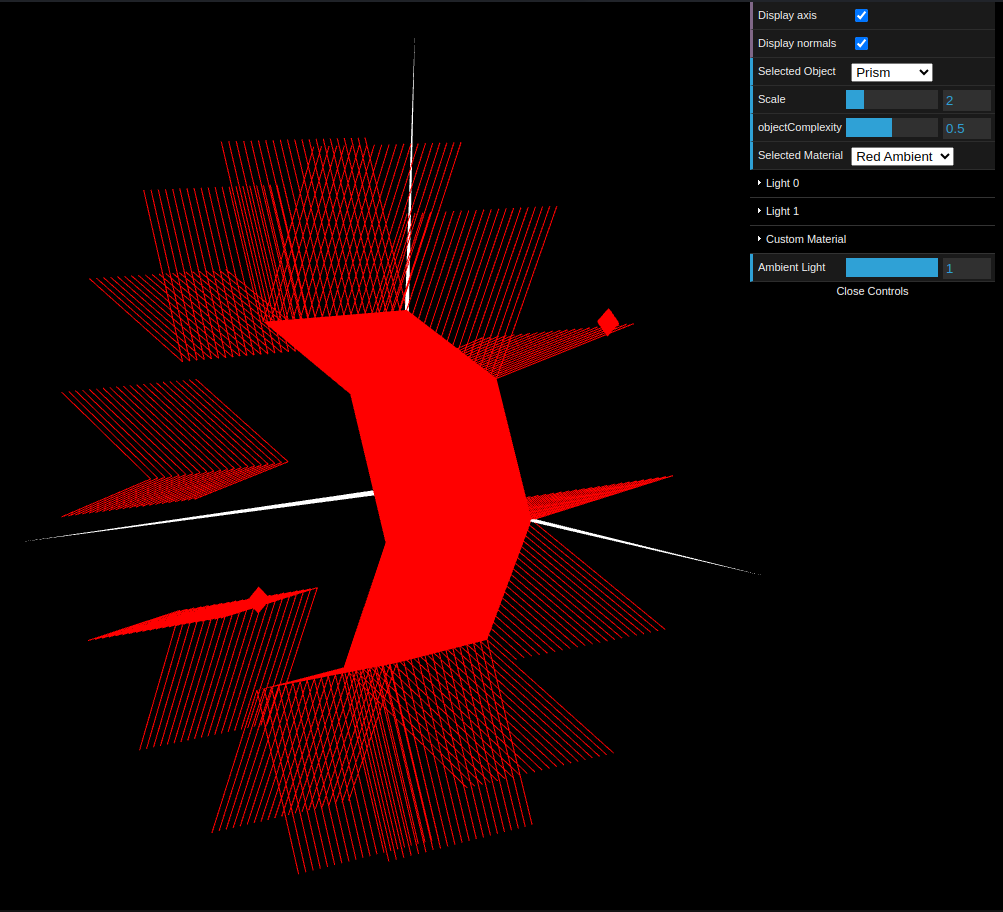 Display axis
Display normals
Selected Object Prism
Scale 2
objectComplexity 0.5
Selected Material Red Ambient
Light 0
Light 1
Custom Material
Ambient Light 1
Close Controls